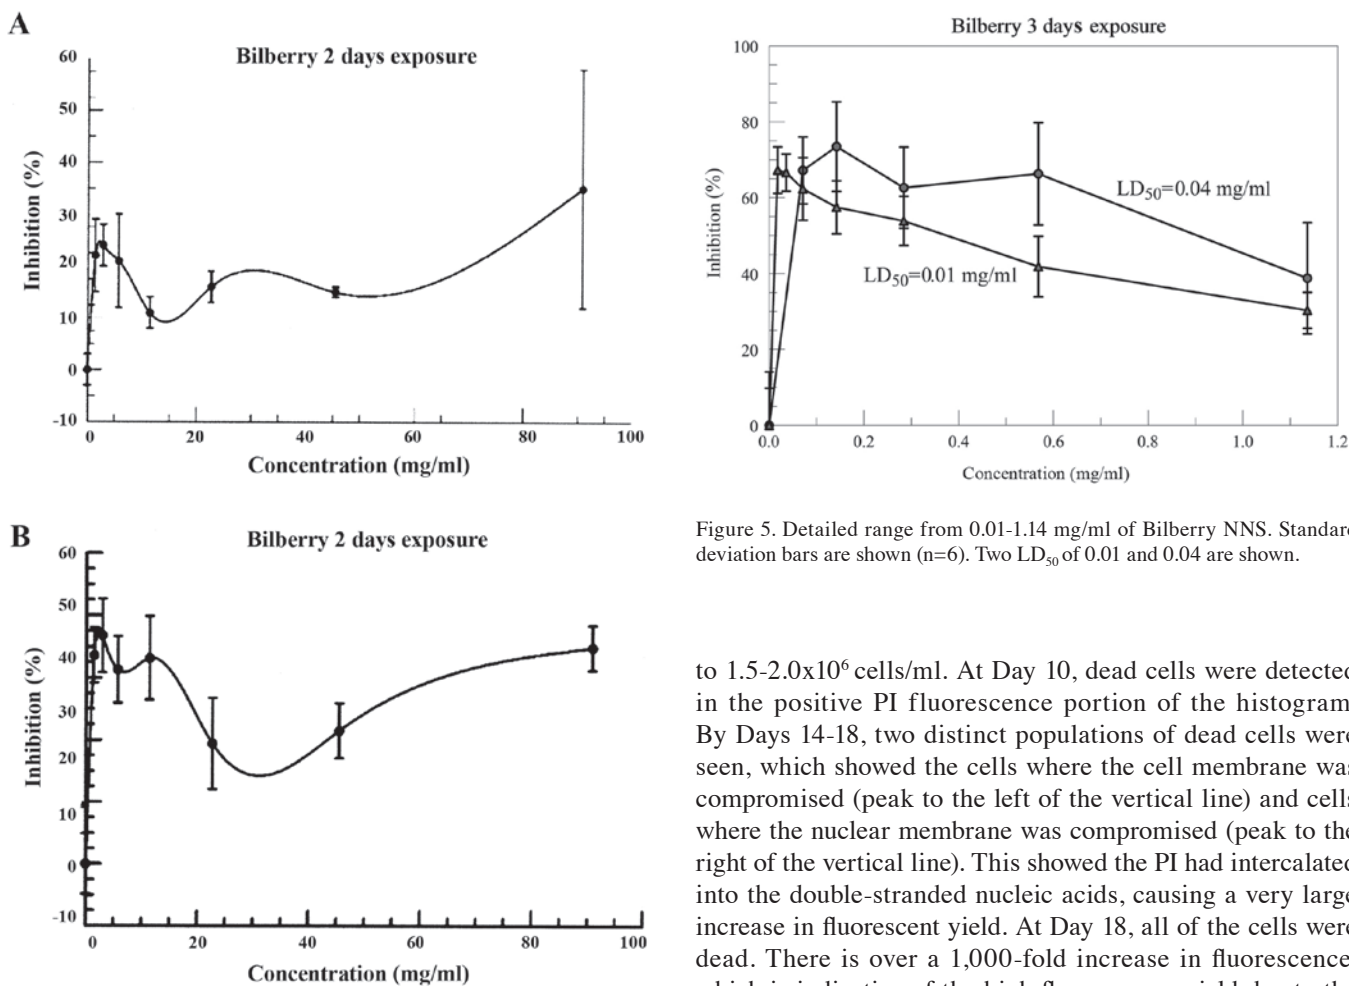 A
Bilberry 2 days exposure
60
50
40
30
20
10
0
-10
Inhibition (%)
0 20 40 60 80 100
Concentration (mg/ml)
B
Bilberry 2 days exposure
60
50
40
30
20
10
0
-10
Inhibition (%)
0 20 40 60 80 100
Concentration (mg/ml)
Bilberry 3 days exposure
100
80
60
40
20
0
Inhibition (%)
LD50=0.04 mg/ml
LD50=0.01 mg/ml
0.0 0.2 0.4 0.6 0.8 1.0 1.2
Concentration (mg/ml)
Figure 5. Detailed range from 0.01-1.14 mg/ml of Bilberry NNS. Standard
deviation bars are shown (n=6). Two LD50 of 0.01 and 0.04 are shown.
to 1.5-2.0x10⁶ cells/ml. At Day 10, dead cells were detected
in the positive PI fluorescence portion of the histogram
By Days 14-18, two distinct populations of dead cells were
seen, which showed the cells where the cell membrane was
compromised (peak to the left of the vertical line) and cells
where the nuclear membrane was compromised (peak to the
right of the vertical line). This showed the PI had intercalated
into the double-stranded nucleic acids, causing a very large
increase in fluorescent yield. At Day 18, all of the cells were
dead. There is over a 1,000-fold increase in fluorescence